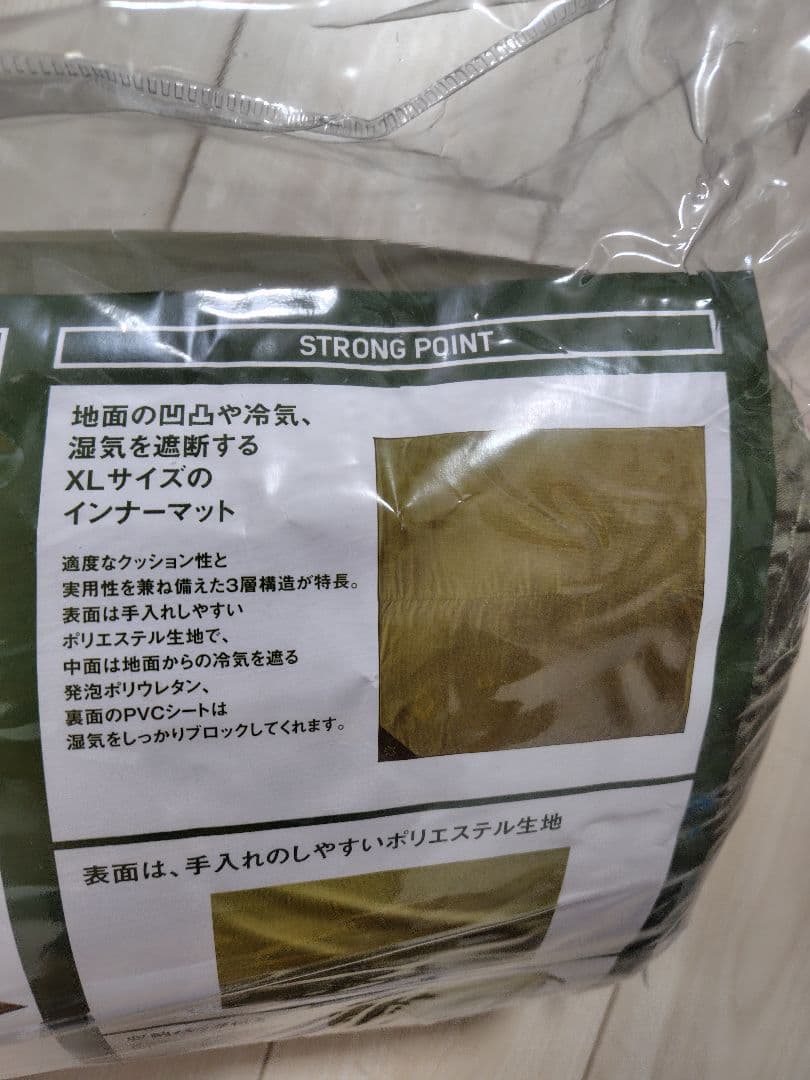 STRONG POINT
地面の凹凸や冷気、
湿気を遮断する
XLサイズの
インナーマット
適度なクッション性と
実用性を兼ね備えた3層構造が特長。
表面は手入れしやすい
ポリエステル生地で、
中面は地面からの冷気を遮る
発泡ポリウレタン、
裏面のPVCシートは
湿気をしっかりブロックしてくれます。
表面は、手入れのしやすいポリエステル生地